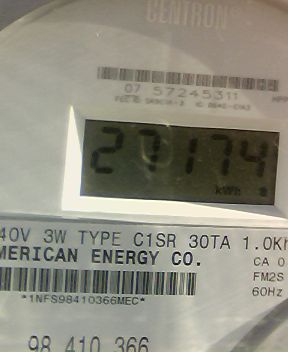 CENTRON®
07 57245311
27174
kWh
40V 3W TYPE C1SR 30TA 1.0Kh
MERICAN ENERGY CO.
CA 0
FM2S
60Hz
*1NFS98410366MEC*
98 410 366